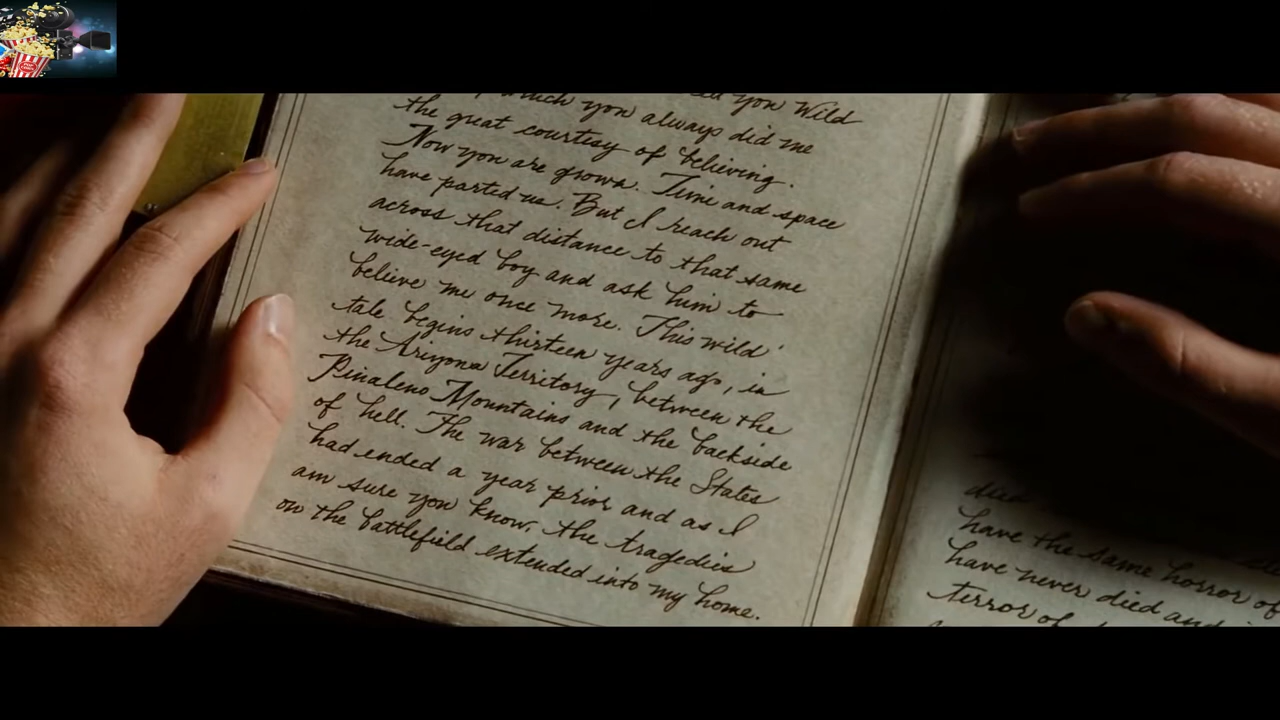 which you always did me
you Wild
the great courtesy of believing.
Now you are grown. Time and space
have parted us. But I reach out
across that distance to that same
wide-eyed boy and ask him to
believe me once more. This wild
tale begins thirteen years ago, in
the Arizona Territory, between the
Pinaleno Mountains and the backside
of hell. The war between the States
had ended a year prior and as I
am sure you know, the tragedies
on the battlefield extended into my home.
died
have the same horror of
have never died and
terror of